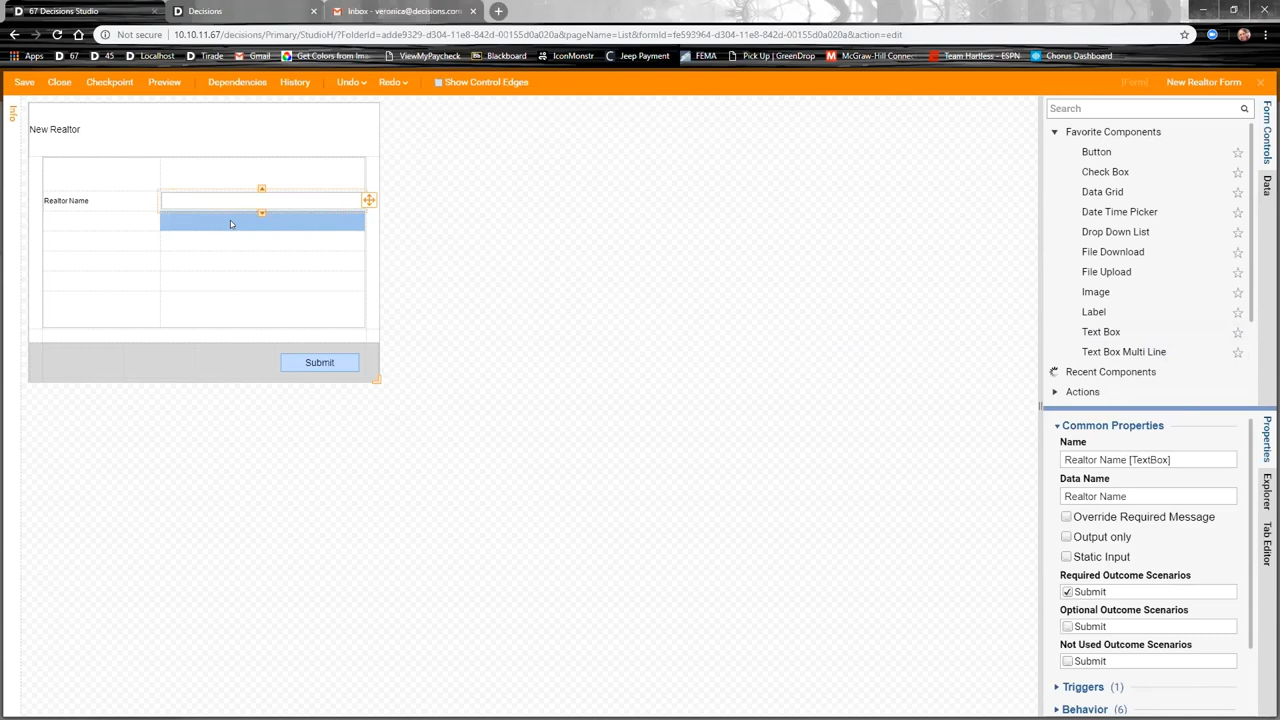 67 Decisions Studio
Decisions
Inbox - veronica@decisions.com
Not secure
10.10.11.67/decisions/Primary/StudioH/?FolderId=adde9329-d304-11e8-842d-00155d0a020a&pageName=List&formId=fe593964-d304-11e8-842d-00155d0a020a&action=edit
Apps
67
45
Localhost
Tirade
Gmail
Get Colors from Imag
ViewMyPaycheck
Blackboard
IconMonstr
Jeep Payment
FEMA
Pick Up | GreenDrop
McGraw-Hill Conne
Team Hartless - ESPN
Chorus Dashboard
Save
Close
Checkpoint
Preview
Dependencies
History
Undo
Redo
Show Control Edges
[Form]
New Realtor Form
Info
New Realtor
Realtor Name
Submit
Search
Favorite Components
Button
Check Box
Data Grid
Date Time Picker
Drop Down List
File Download
File Upload
Image
Label
Text Box
Text Box Multi Line
Recent Components
Actions
Form Controls
Data
Common Properties
Name
Realtor Name [TextBox]
Data Name
Realtor Name
Override Required Message
Output only
Static Input
Required Outcome Scenarios
Submit
Optional Outcome Scenarios
Submit
Not Used Outcome Scenarios
Submit
Triggers (1)
Behavior (6)
Properties
Explorer
Tab Editor